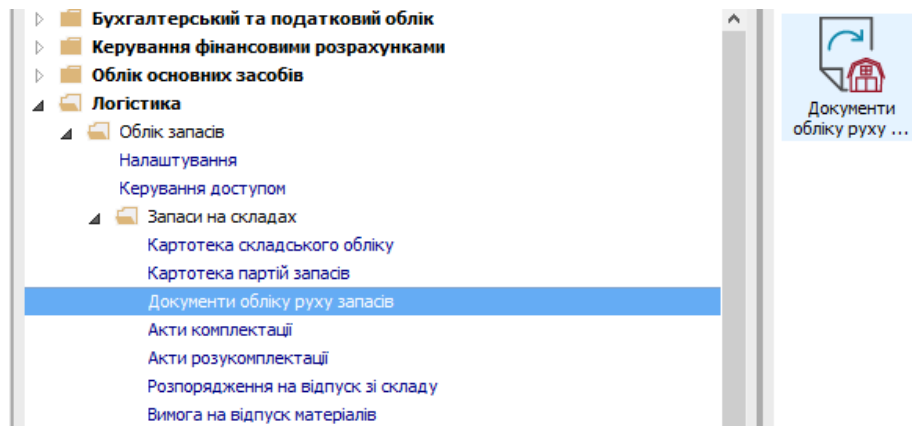 Бухгалтерський та податковий облік
Керування фінансовими розрахунками
Облік основних засобів
Логістика
Облік запасів
Налаштування
Керування доступом
Запаси на складах
Картотека складського обліку
Картотека партій запасів
Документи обліку руху запасів
Акти комплектації
Акти розукомплектації
Розпорядження на відпуск зі складу
Вимога на відпуск матеріалів
Документи
обліку руху ...